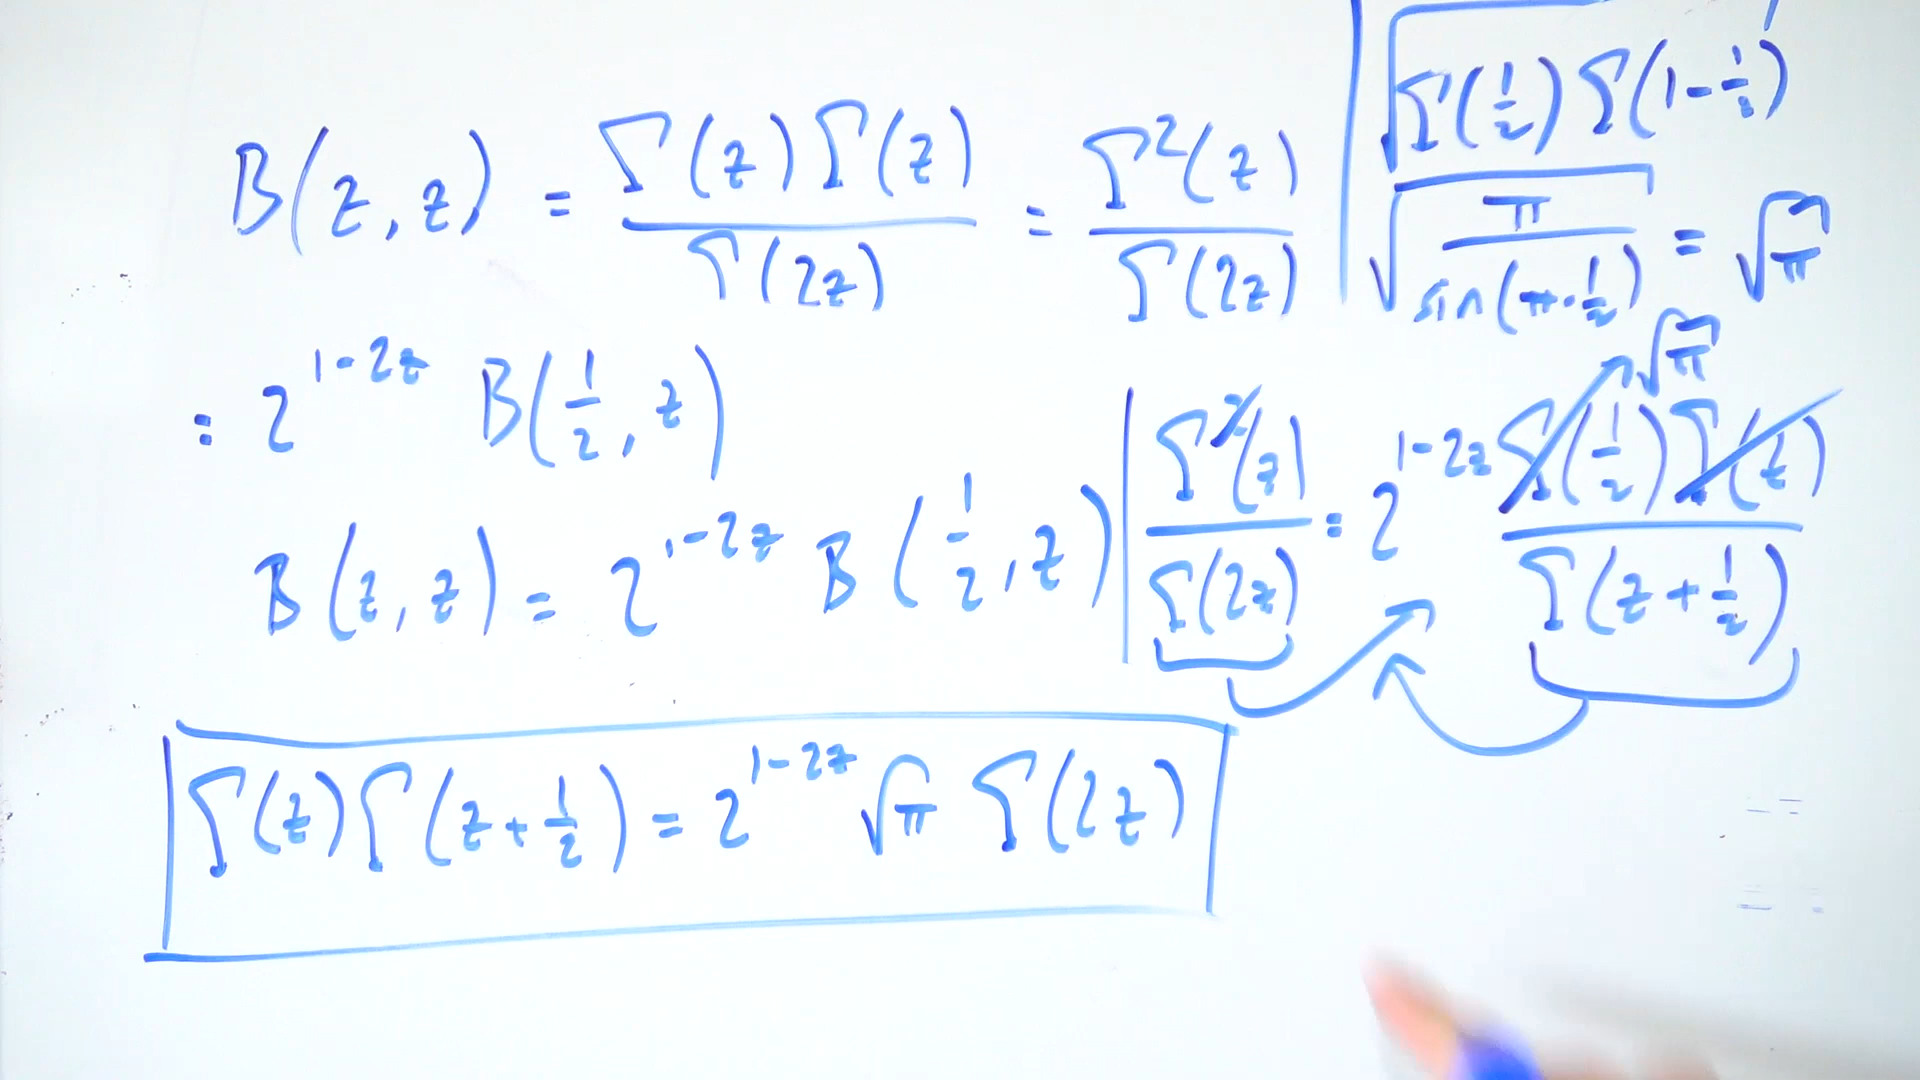 B(z, z) = Γ(z) Γ(z) / Γ(2z) = Γ²(z) / Γ(2z)
√(Γ(1/2) Γ(1 - 1/2))
√(π / sin(π · 1/2)) = √π
= 2^(1-2z) B(1/2, z)
B(z, z) = 2^(1-2z) B(1/2, z)
√π
Γ²(z) / Γ(2z) = 2^(1-2z) Γ(1/2) Γ(z) / Γ(z + 1/2)
Γ(z) Γ(z + 1/2) = 2^(1-2z) √π Γ(2z)